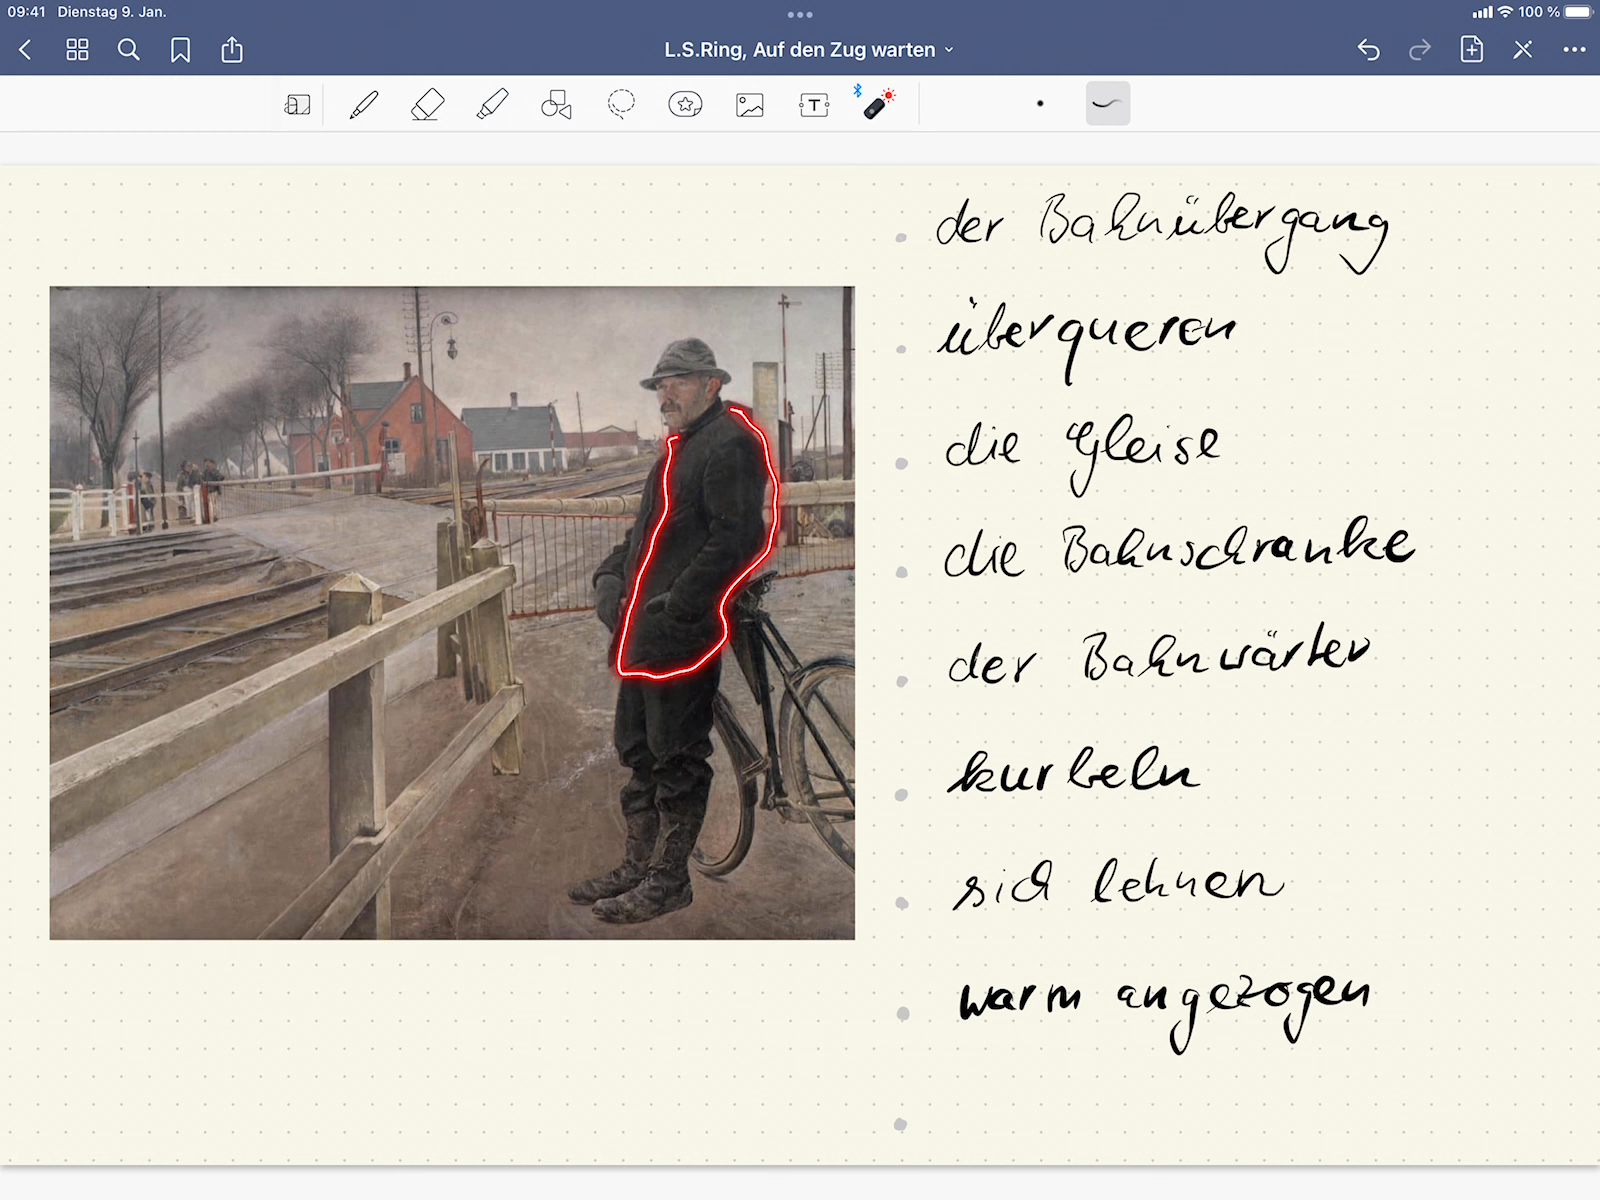 09:41 Dienstag 9. Jan.
100 %
L.S.Ring, Auf den Zug warten
T
der Bahnübergang
überqueren
die Gleise
die Bahnschranke
der Bahnwärter
kurbeln
sich lehnen
warm angezogen